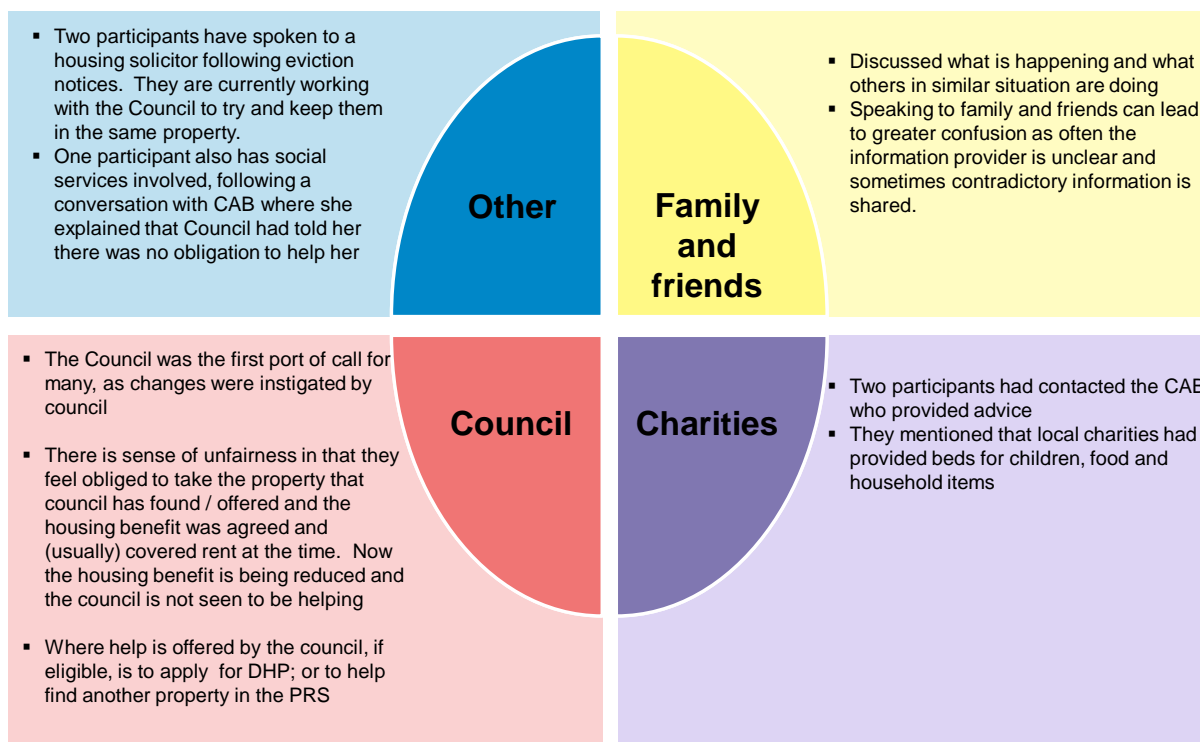 ▪ Two participants have spoken to a
housing solicitor following eviction
notices. They are currently working
with the Council to try and keep them
in the same property.
▪ One participant also has social
services involved, following a
conversation with CAB where she
explained that Council had told her
there was no obligation to help her
Other
Family
and
friends
▪ Discussed what is happening and what
others in similar situation are doing
▪ Speaking to family and friends can lead
to greater confusion as often the
information provider is unclear and
sometimes contradictory information is
shared.
▪ The Council was the first port of call for
many, as changes were instigated by
council
▪ There is sense of unfairness in that they
feel obliged to take the property that
council has found / offered and the
housing benefit was agreed and
(usually) covered rent at the time. Now
the housing benefit is being reduced and
the council is not seen to be helping
▪ Where help is offered by the council, if
eligible, is to apply for DHP; or to help
find another property in the PRS
Council
Charities
▪ Two participants had contacted the CAB
who provided advice
▪ They mentioned that local charities had
provided beds for children, food and
household items